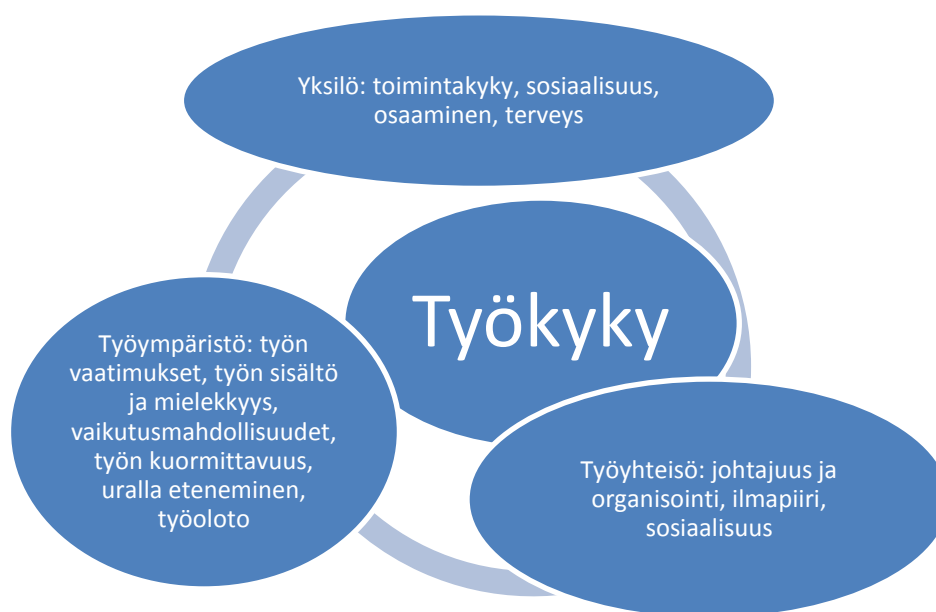 Yksilö: toimintakyky, sosiaalisuus,
osaaminen, terveys
Työkyky
Työympäristö: työn
vaatimukset, työn sisältö
ja mielekkyys,
vaikutusmahdollisuudet,
työn kuormittavuus,
uralla eteneminen,
työoloto
Työyhteisö: johtajuus ja
organisointi, ilmapiiri,
sosiaalisuus